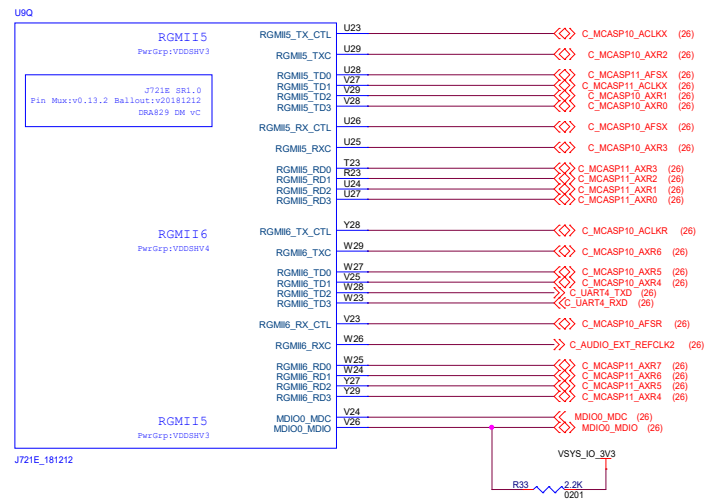 U9Q
RGMII5
PwrGrp:VDDSHV3
J721E SR1.0
Pin Mux:v0.13.2 Ballout:v20181212
DRA829 DM vC
RGMII5_TX_CTL U23 C_MCASP10_ACLKX (26)
RGMII5_TXC U29 C_MCASP10_AXR2 (26)
RGMII5_TD0 U28 C_MCASP11_AFSX (26)
RGMII5_TD1 V27 C_MCASP11_ACLKX (26)
RGMII5_TD2 V29 C_MCASP10_AXR1 (26)
RGMII5_TD3 V28 C_MCASP10_AXR0 (26)
RGMII5_RX_CTL U26 C_MCASP10_AFSX (26)
RGMII5_RXC U25 C_MCASP10_AXR3 (26)
RGMII5_RD0 T23 C_MCASP11_AXR3 (26)
RGMII5_RD1 R23 C_MCASP11_AXR2 (26)
RGMII5_RD2 U24 C_MCASP11_AXR1 (26)
RGMII5_RD3 U27 C_MCASP11_AXR0 (26)
RGMII6
PwrGrp:VDDSHV4
RGMII6_TX_CTL Y28 C_MCASP10_ACLKR (26)
RGMII6_TXC W29 C_MCASP10_AXR6 (26)
RGMII6_TD0 W27 C_MCASP10_AXR5 (26)
RGMII6_TD1 V25 C_MCASP10_AXR4 (26)
RGMII6_TD2 W28 C_UART4_TXD (26)
RGMII6_TD3 W23 C_UART4_RXD (26)
RGMII6_RX_CTL V23 C_MCASP10_AFSR (26)
RGMII6_RXC W26 C_AUDIO_EXT_REFCLK2 (26)
RGMII6_RD0 W25 C_MCASP11_AXR7 (26)
RGMII6_RD1 W24 C_MCASP11_AXR6 (26)
RGMII6_RD2 Y27 C_MCASP11_AXR5 (26)
RGMII6_RD3 Y29 C_MCASP11_AXR4 (26)
RGMII5
PwrGrp:VDDSHV3
MDIO0_MDC V24 MDIO0_MDC (26)
MDIO0_MDIO V26 MDIO0_MDIO (26)
J721E_181212
VSYS_IO_3V3
R33 2.2K
0201